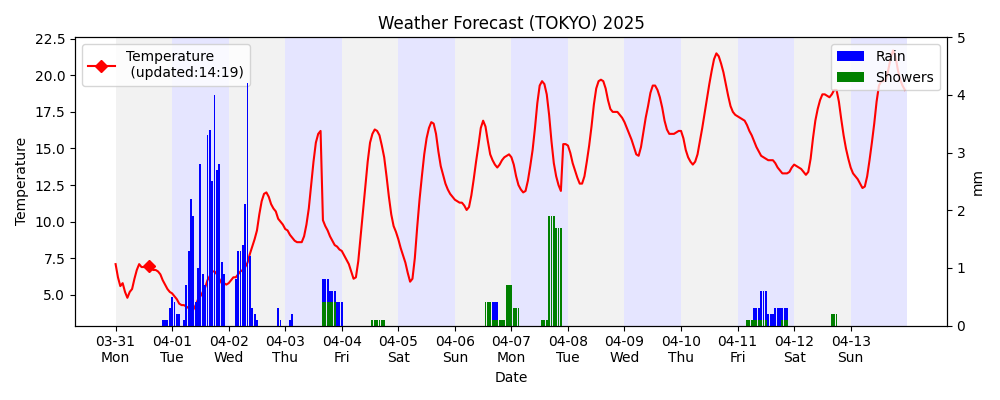 Weather Forecast (TOKYO) 2025
Temperature
(updated:14:19)
Rain
Showers
Temperature
22.5
20.0
17.5
15.0
12.5
10.0
7.5
5.0
5
4
3
2
1
0
mm
03-31 04-01 04-02 04-03 04-04 04-05 04-06 04-07 04-08 04-09 04-10 04-11 04-12 04-13
Mon Tue Wed Thu Fri Sat Sun Mon Tue Wed Thu Fri Sat Sun
Date